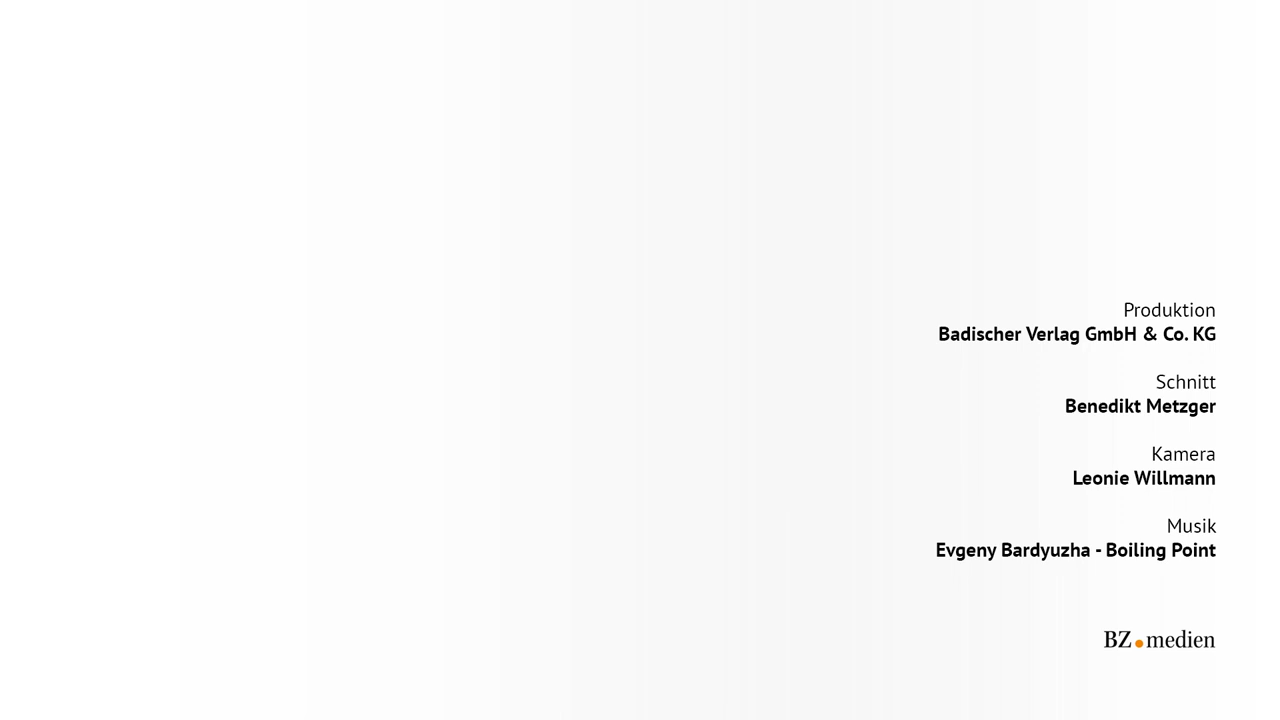 Produktion
Badischer Verlag GmbH & Co. KG
Schnitt
Benedikt Metzger
Kamera
Leonie Willmann
Musik
Evgeny Bardyuzha - Boiling Point
BZ.medien